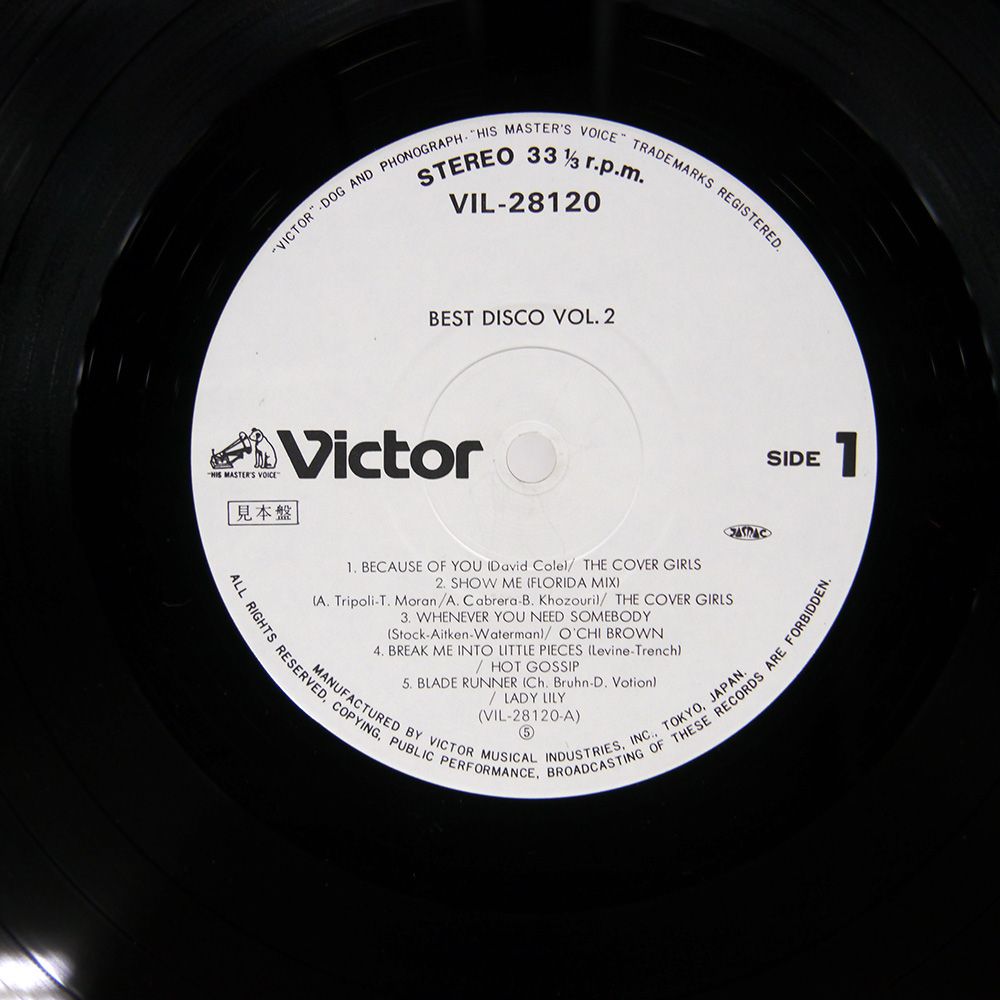 "VICTOR"·DOG AND PHONOGRAPH·"HIS MASTER'S VOICE" TRADEMARKS REGISTERED.
STEREO 33 ⅓ r.p.m.
VIL-28120
BEST DISCO VOL. 2
"HIS MASTER'S VOICE"
Victor
SIDE 1
見本盤
JASRAC
1. BECAUSE OF YOU (David Cole)/ THE COVER GIRLS
2. SHOW ME (FLORIDA MIX)
(A. Tripoli-T. Moran/A. Cabrera-B. Khozouri)/ THE COVER GIRLS
3. WHENEVER YOU NEED SOMEBODY
(Stock-Aitken-Waterman)/ O'CHI BROWN
4. BREAK ME INTO LITTLE PIECES (Levine-Trench)
/ HOT GOSSIP
5. BLADE RUNNER (Ch. Bruhn-D. Votion)
/ LADY LILY
(VIL-28120-A)
⑤
MANUFACTURED BY VICTOR MUSICAL INDUSTRIES, INC., TOKYO, JAPAN.
ALL RIGHTS RESERVED, COPYING, PUBLIC PERFORMANCE, BROADCASTING OF THESE RECORDS ARE FORBIDDEN.